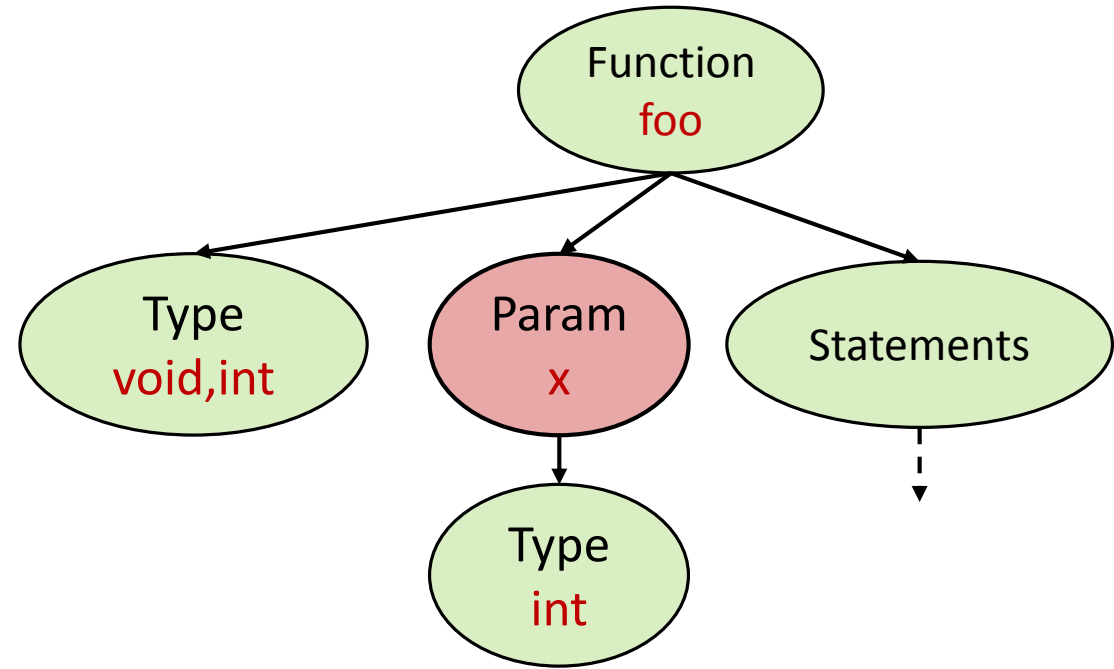 Function
foo
Type
void,int
Param
x
Statements
Type
int